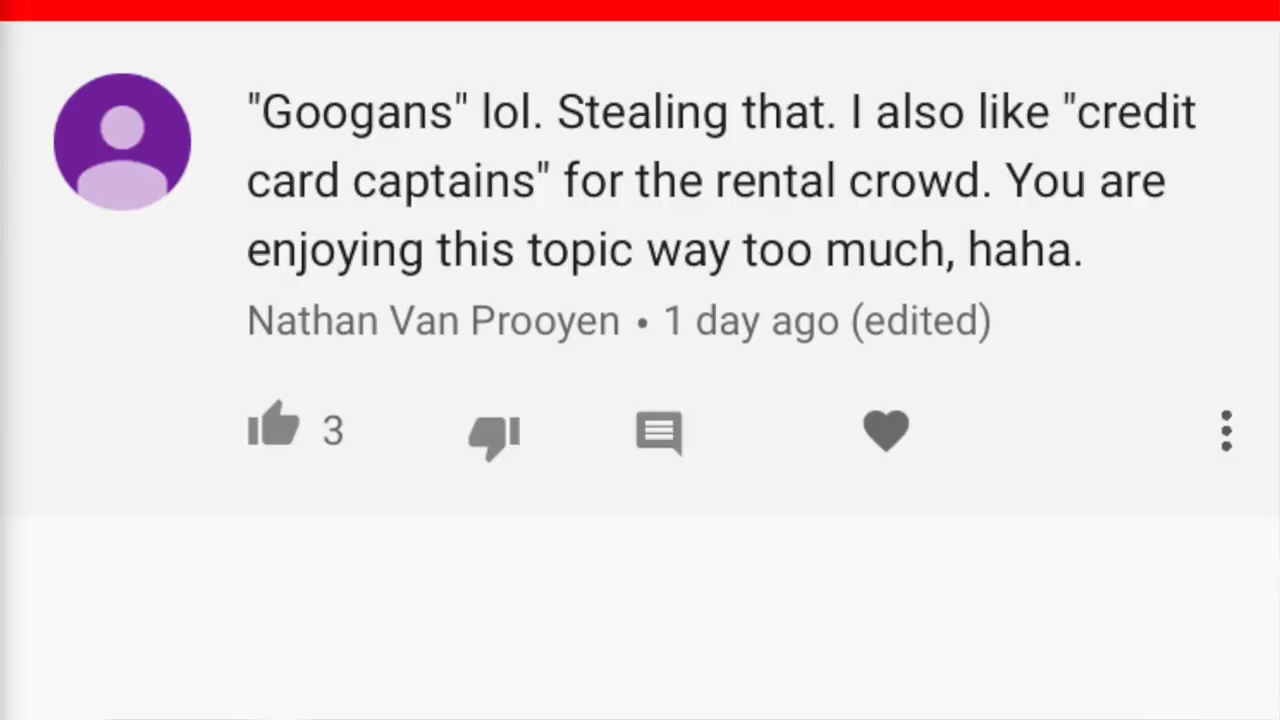 "Googans" lol. Stealing that. I also like "credit
card captains" for the rental crowd. You are
enjoying this topic way too much, haha.
Nathan Van Prooyen • 1 day ago (edited)
3